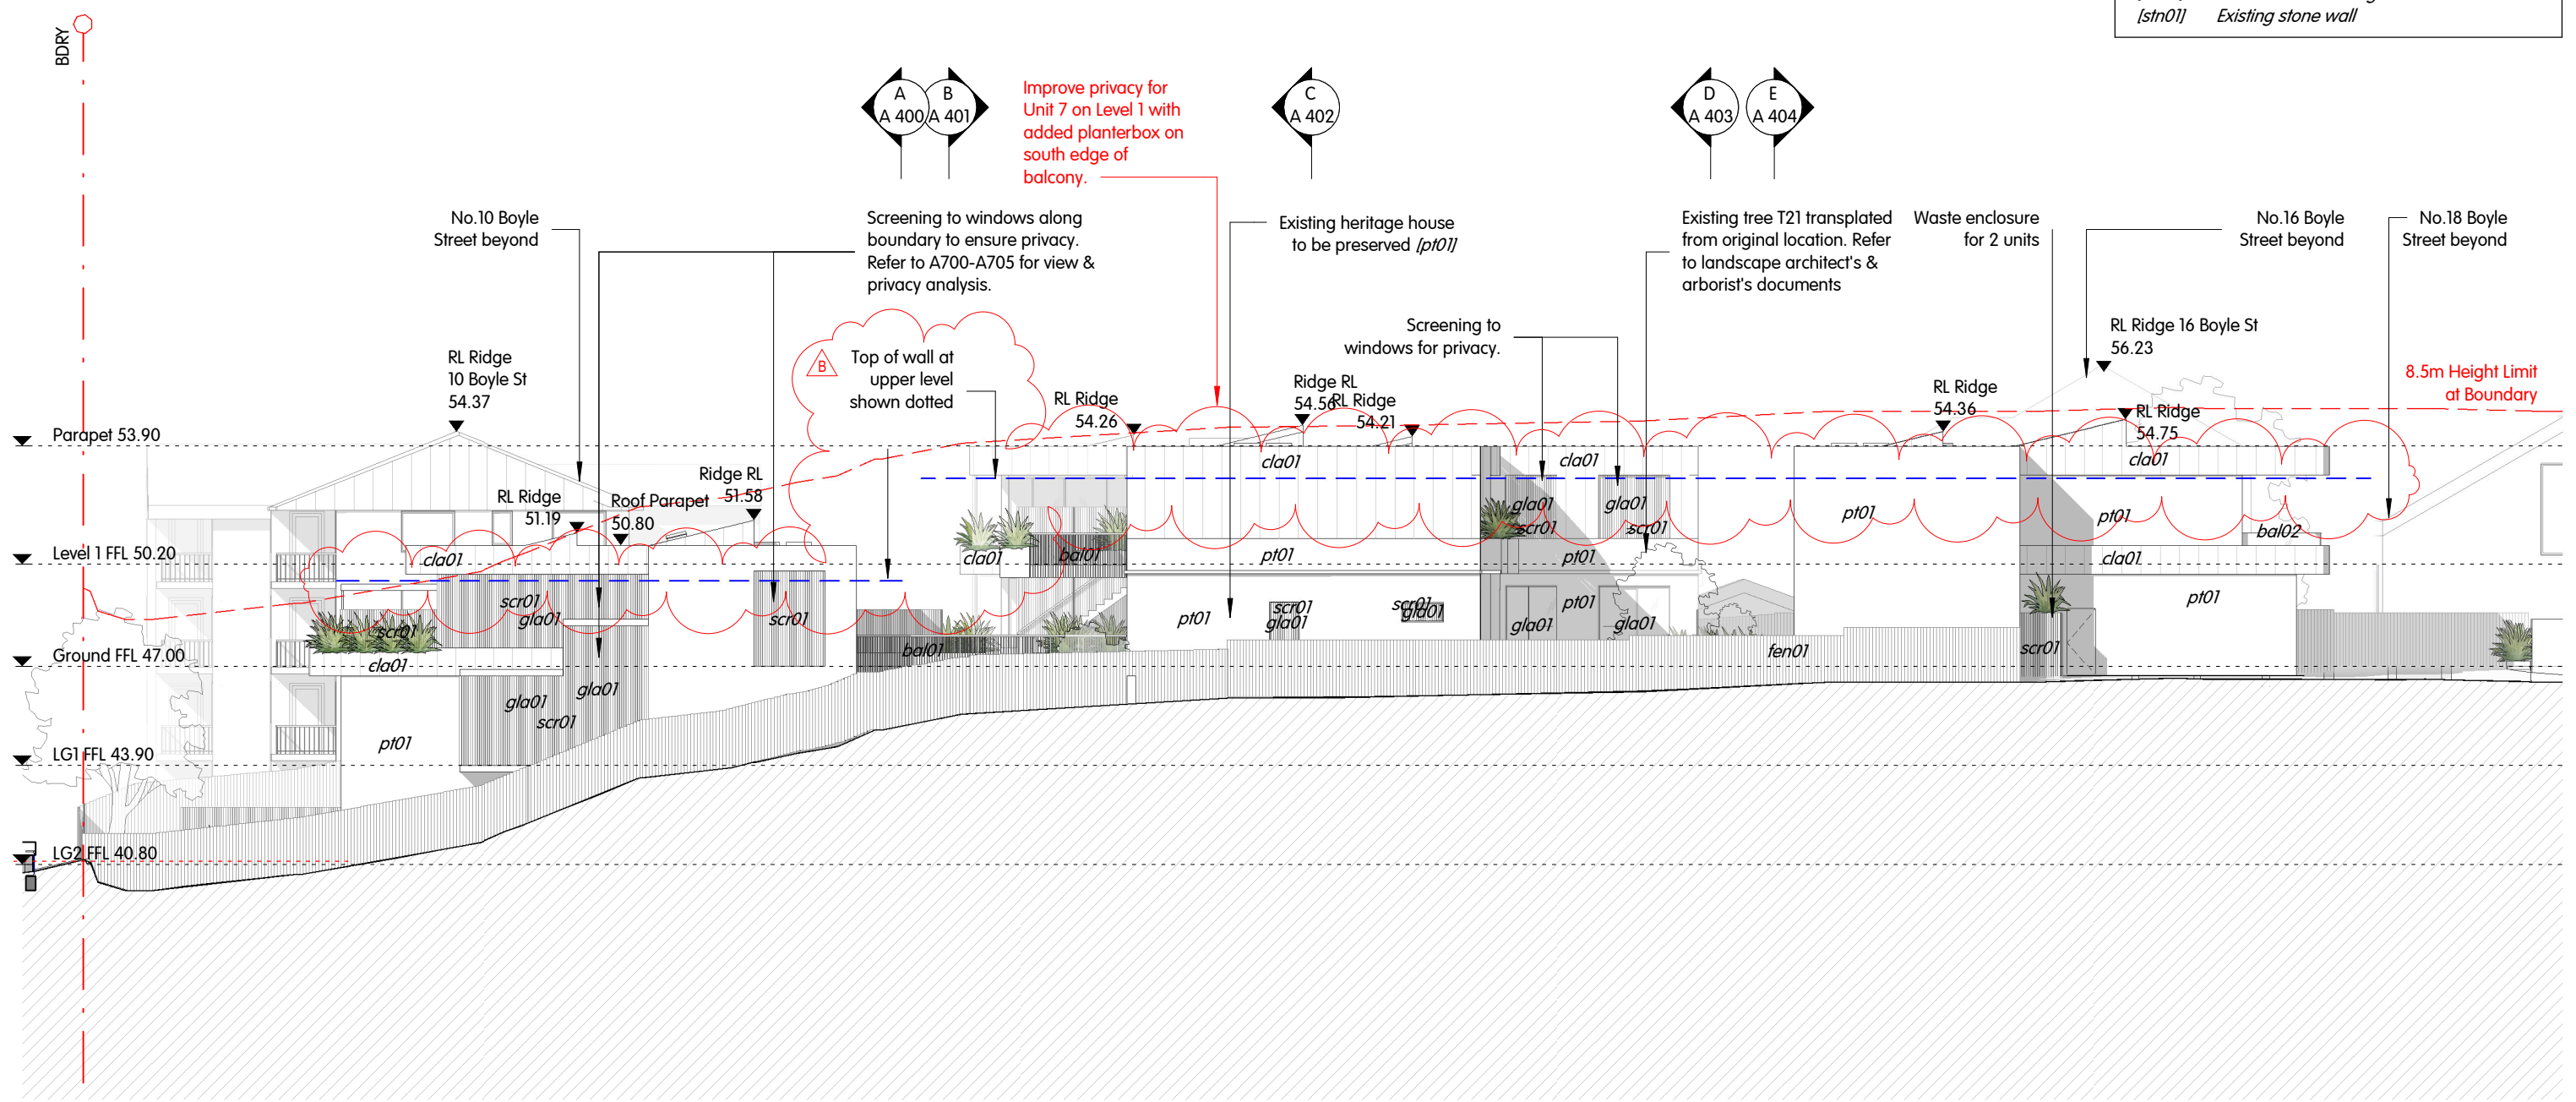 [stn01] Existing stone wall
BDRY
A
A 400
B
A 401
C
A 402
D
A 403
E
A 404
Improve privacy for
Unit 7 on Level 1 with
added planterbox on
south edge of
balcony.
No.10 Boyle
Street beyond
Screening to windows along
boundary to ensure privacy.
Refer to A700-A705 for view &
privacy analysis.
Existing heritage house
to be preserved [pt01]
Existing tree T21 transplated
from original location. Refer
to landscape architect's &
arborist's documents
Waste enclosure
for 2 units
No.16 Boyle
Street beyond
No.18 Boyle
Street beyond
Screening to
windows for privacy.
RL Ridge 16 Boyle St
56.23
8.5m Height Limit
at Boundary
RL Ridge
10 Boyle St
54.37
B
Top of wall at
upper level
shown dotted
RL Ridge
54.26
Ridge RL
54.56
RL Ridge
54.21
RL Ridge
54.36
RL Ridge
54.75
Parapet 53.90
cla01
cla01
cla01
Ridge RL
51.58
RL Ridge
51.19
Roof Parapet
50.80
gla01
scr01
gla01
scr01
pt01
pt01
bal02
Level 1 FFL 50.20
cla01
cla01
bal01
pt01
pt01
cla01
scr01
gla01
scr01
scr01
pt01
scr01
gla01
scr01
gla01
pt01
gla01
gla01
pt01
Ground FFL 47.00
cla01
bal01
fen01
scr01
gla01
gla01
scr01
pt01
LG1 FFL 43.90
LG2 FFL 40.80